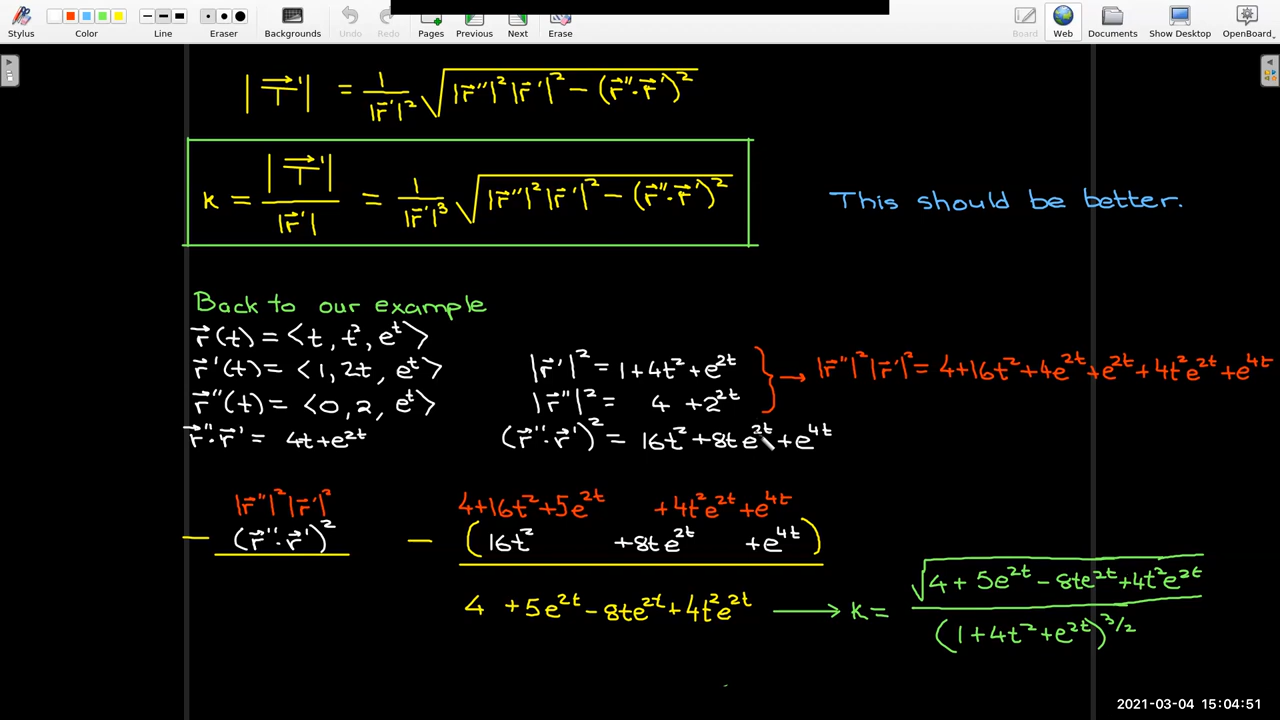 Stylus Color Line Eraser Backgrounds Undo Redo Pages Previous Next Erase Board Web Documents Show Desktop OpenBoard
|T⃗'| = 1/|r⃗'|² √(|r⃗''|²|r⃗'|² − (r⃗''·r⃗')²)
κ = |T⃗'|/|r⃗'| = 1/|r⃗'|³ √(|r⃗''|²|r⃗'|² − (r⃗''·r⃗')²) This should be better.
Back to our example
r⃗(t) = ⟨t, t², eᵗ⟩
r⃗'(t) = ⟨1, 2t, eᵗ⟩ |r⃗'|² = 1+4t²+e²ᵗ } → |r⃗''|²|r⃗'|² = 4+16t²+4e²ᵗ+e²ᵗ+4t²e²ᵗ+e⁴ᵗ
r⃗''(t) = ⟨0, 2, eᵗ⟩ |r⃗''|² = 4 +2²ᵗ
r⃗''·r⃗' = 4t+e²ᵗ (r⃗''·r⃗')² = 16t²+8te²ᵗ+e⁴ᵗ
|r⃗''|²|r⃗'|² 4+16t²+5e²ᵗ +4t²e²ᵗ+e⁴ᵗ
− (r⃗''·r⃗')² − (16t² +8te²ᵗ +e⁴ᵗ)
4 +5e²ᵗ−8te²ᵗ+4t²e²ᵗ → κ = √(4+5e²ᵗ−8te²ᵗ+4t²e²ᵗ)/(1+4t²+e²ᵗ)^3/2
2021-03-04 15:04:51